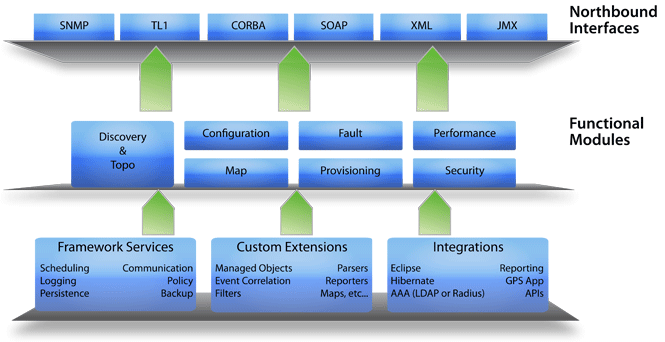 Northbound
Interfaces
SNMP TL1 CORBA SOAP XML JMX
Functional
Modules
Discovery
&
Topo
Configuration Fault Performance
Map Provisioning Security
Framework Services
Scheduling Communication
Logging Policy
Persistence Backup
Custom Extensions
Managed Objects Parsers
Event Correlation Reporters
Filters Maps, etc...
Integrations
Eclipse Reporting
Hibernate GPS App
AAA (LDAP or Radius) APIs